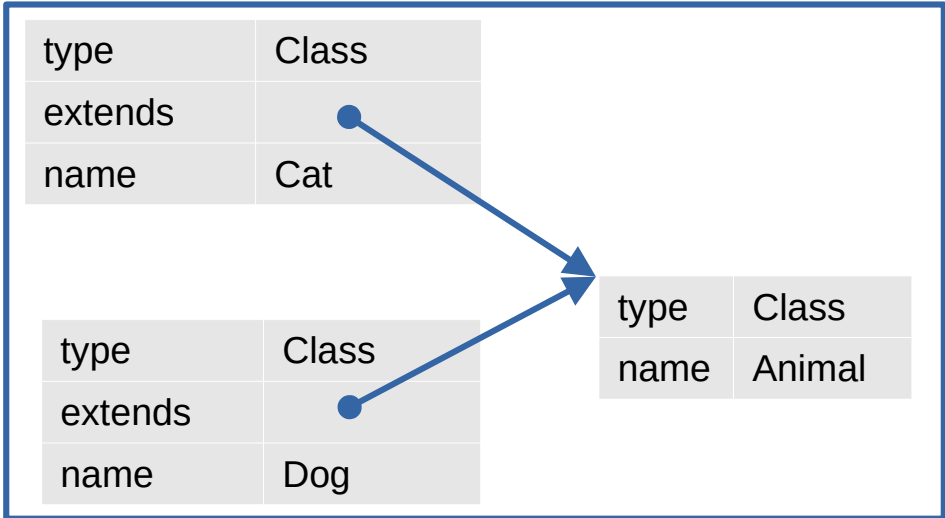 type Class
extends
name Cat
type Class
name Animal
type Class
extends
name Dog